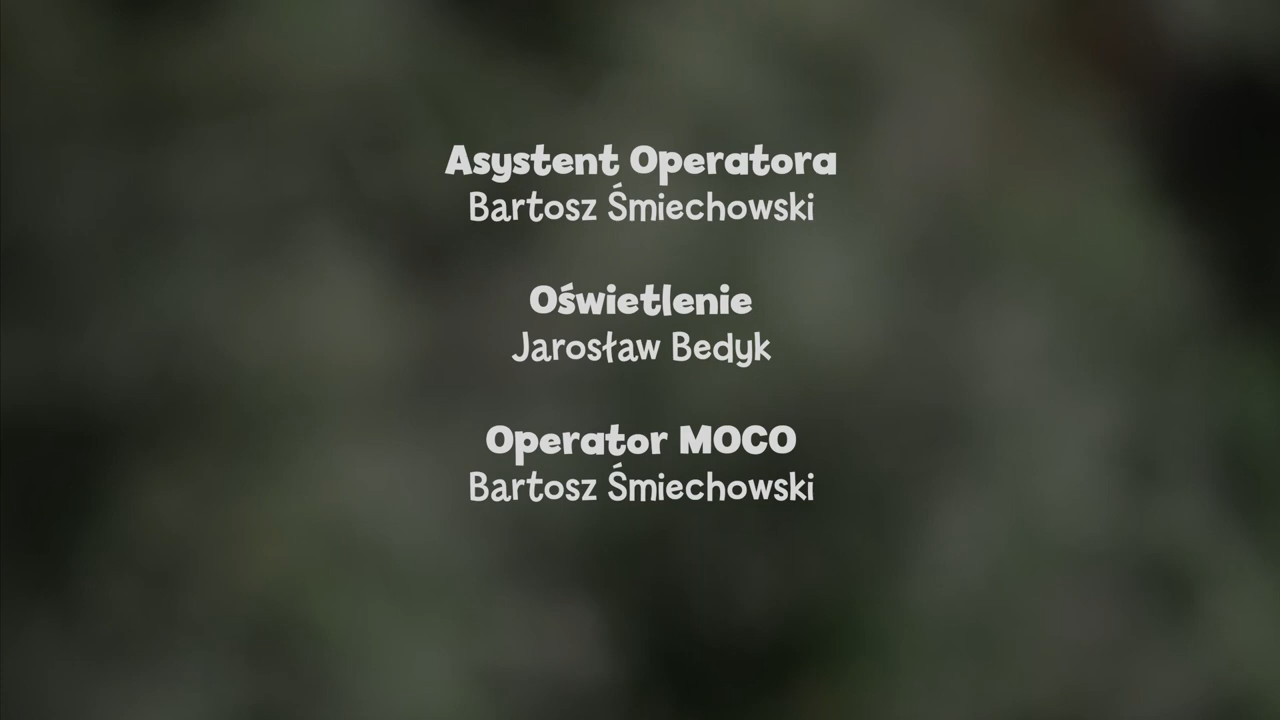 Asystent Operatora
Bartosz Śmiechowski
Oświetlenie
Jarosław Bedyk
Operator MOCO
Bartosz Śmiechowski